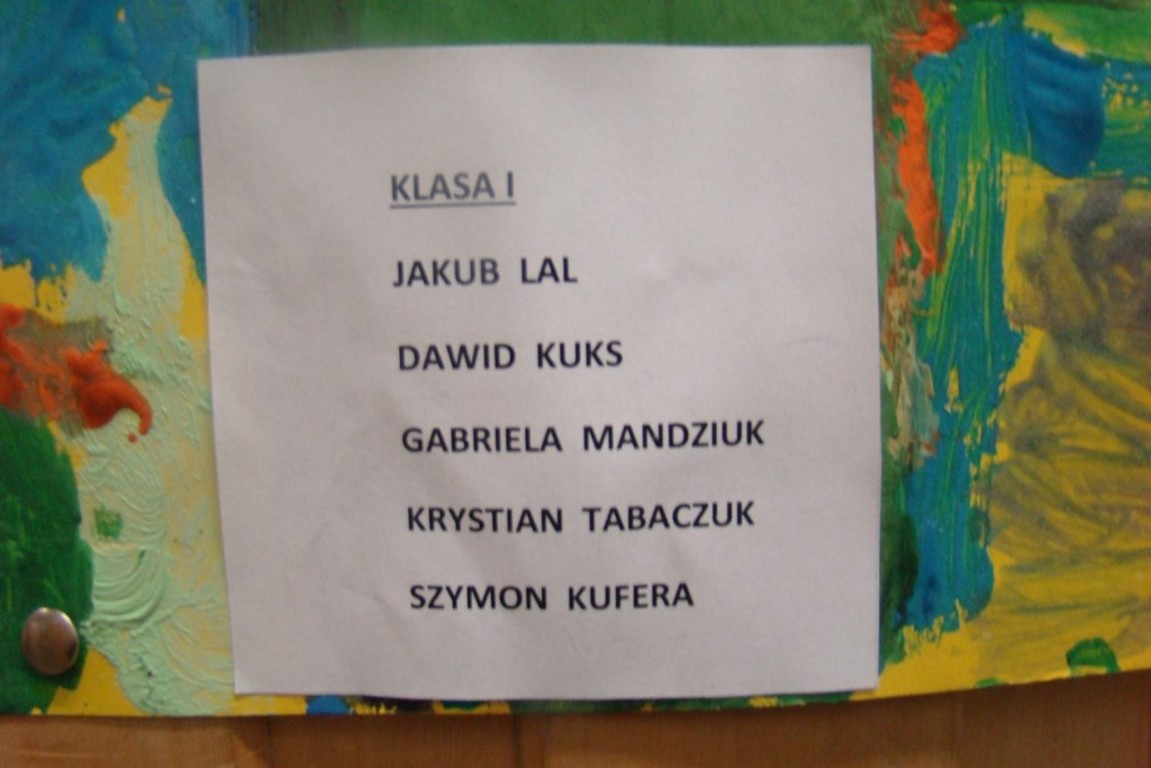 KLASA I
JAKUB LAL
DAWID KUKS
GABRIELA MANDZIUK
KRYSTIAN TABACZUK
SZYMON KUFERA